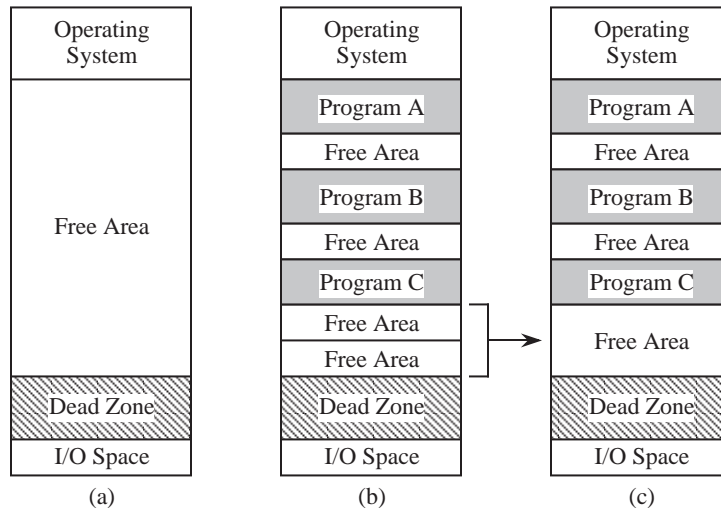 Operating
System
Free Area
Dead Zone
I/O Space
(a)
Operating
System
Program A
Free Area
Program B
Free Area
Program C
Free Area
Free Area
Dead Zone
I/O Space
(b)
Operating
System
Program A
Free Area
Program B
Free Area
Program C
Free Area
Dead Zone
I/O Space
(c)